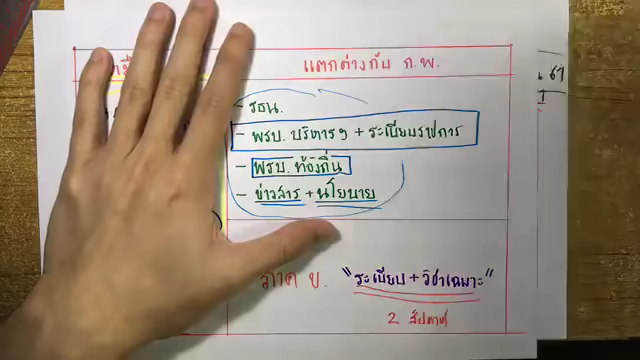 แตกต่างกับ ก.พ.
รธน.
- พรบ. บริหาร ๆ + ระเบียบราชการ
- พรบ. ท้องถิ่น
- ข่าวสาร + นโยบาย
ภาค ข. "ระเบียบ + วิชาเฉพาะ"
2 สัปดาห์